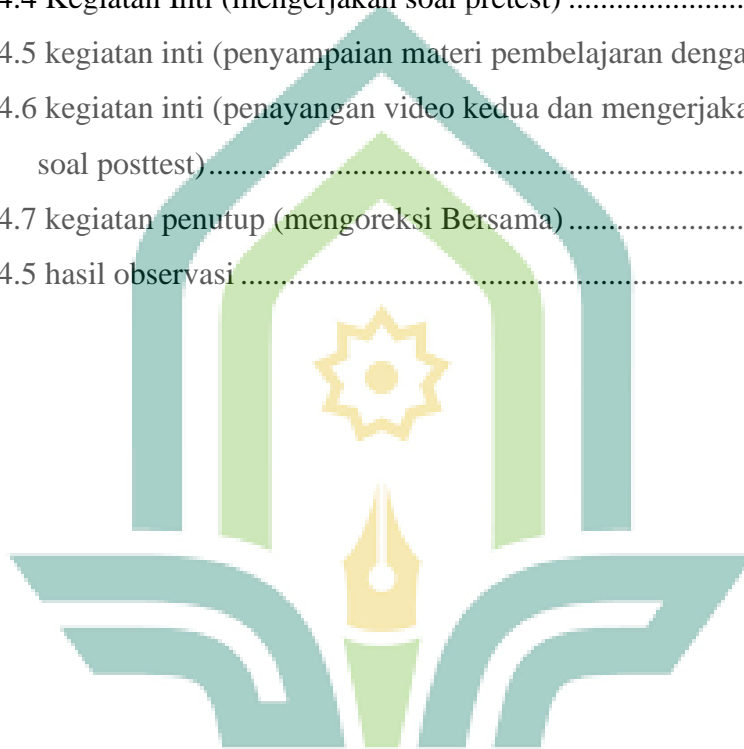 4.4 Kegiatan Inti (mengerjakan soal pretest) ........................
4.5 kegiatan inti (penyampaian materi pembelajaran denga
4.6 kegiatan inti (penayangan video kedua dan mengerjaka
soal posttest)........................................................................
4.7 kegiatan penutup (mengoreksi Bersama) ........................
4.5 hasil observasi ....................................................................